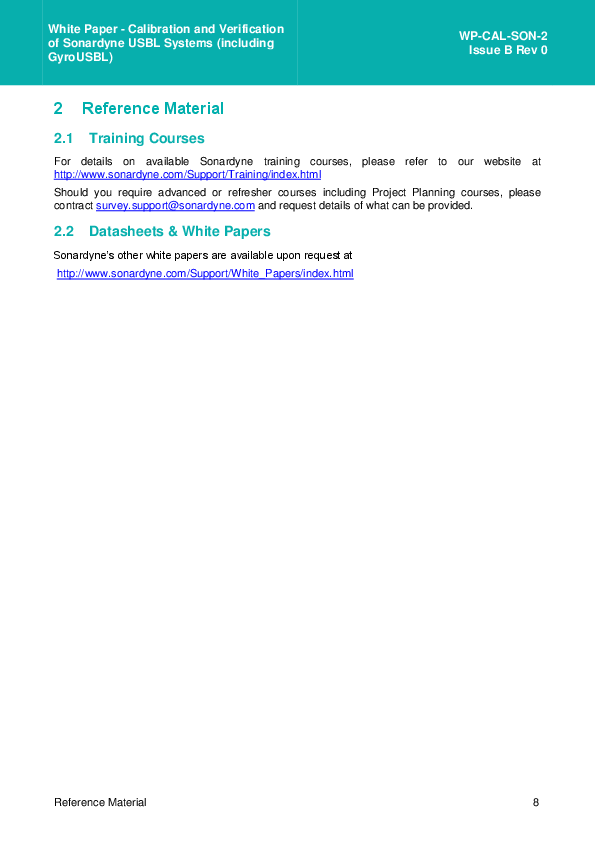 White Paper - Calibration and Verification
of Sonardyne USBL Systems (including
GyroUSBL)
WP-CAL-SON-2
Issue B Rev 0
2 Reference Material
2.1 Training Courses
For details on available Sonardyne training courses, please refer to our website at
http://www.sonardyne.com/Support/Training/index.html
Should you require advanced or refresher courses including Project Planning courses, please
contact survey.support@sonardyne.com and request details of what can be provided.
2.2 Datasheets & White Papers
Sonardyne's other white papers are available upon request at
http://www.sonardyne.com/Support/White_Papers/index.html
Reference Material 8